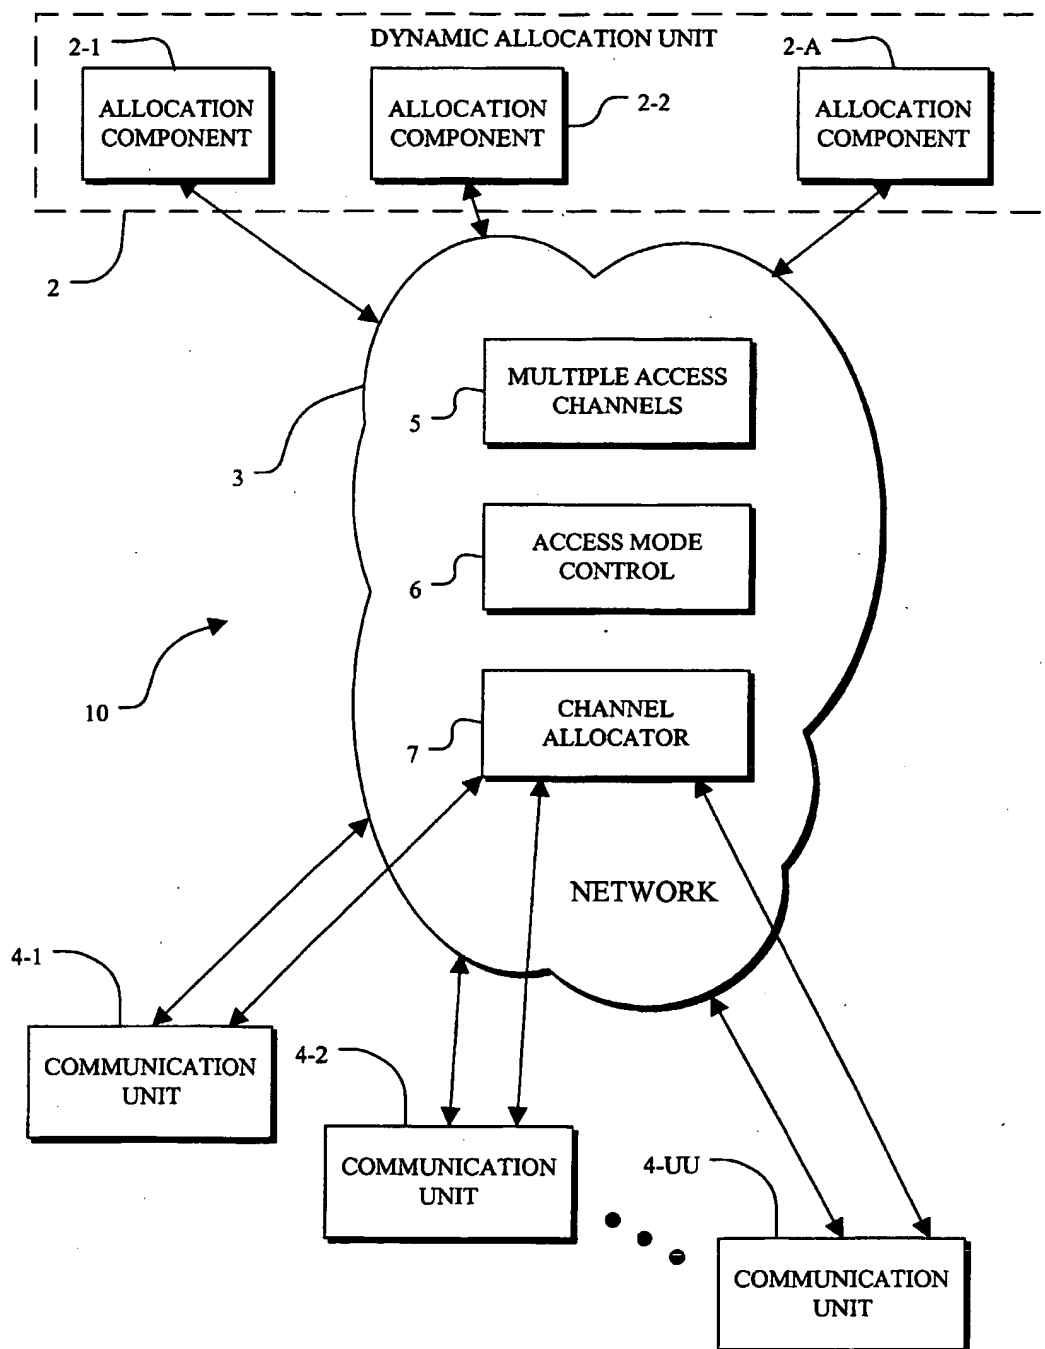 DYNAMIC ALLOCATION UNIT
2-1
2-A
ALLOCATION
COMPONENT
ALLOCATION
COMPONENT
2-2
ALLOCATION
COMPONENT
2
MULTIPLE ACCESS
CHANNELS
5
3
ACCESS MODE
CONTROL
6
10
CHANNEL
ALLOCATOR
7
NETWORK
4-1
COMMUNICATION
UNIT
4-2
COMMUNICATION
UNIT
4-UU
COMMUNICATION
UNIT